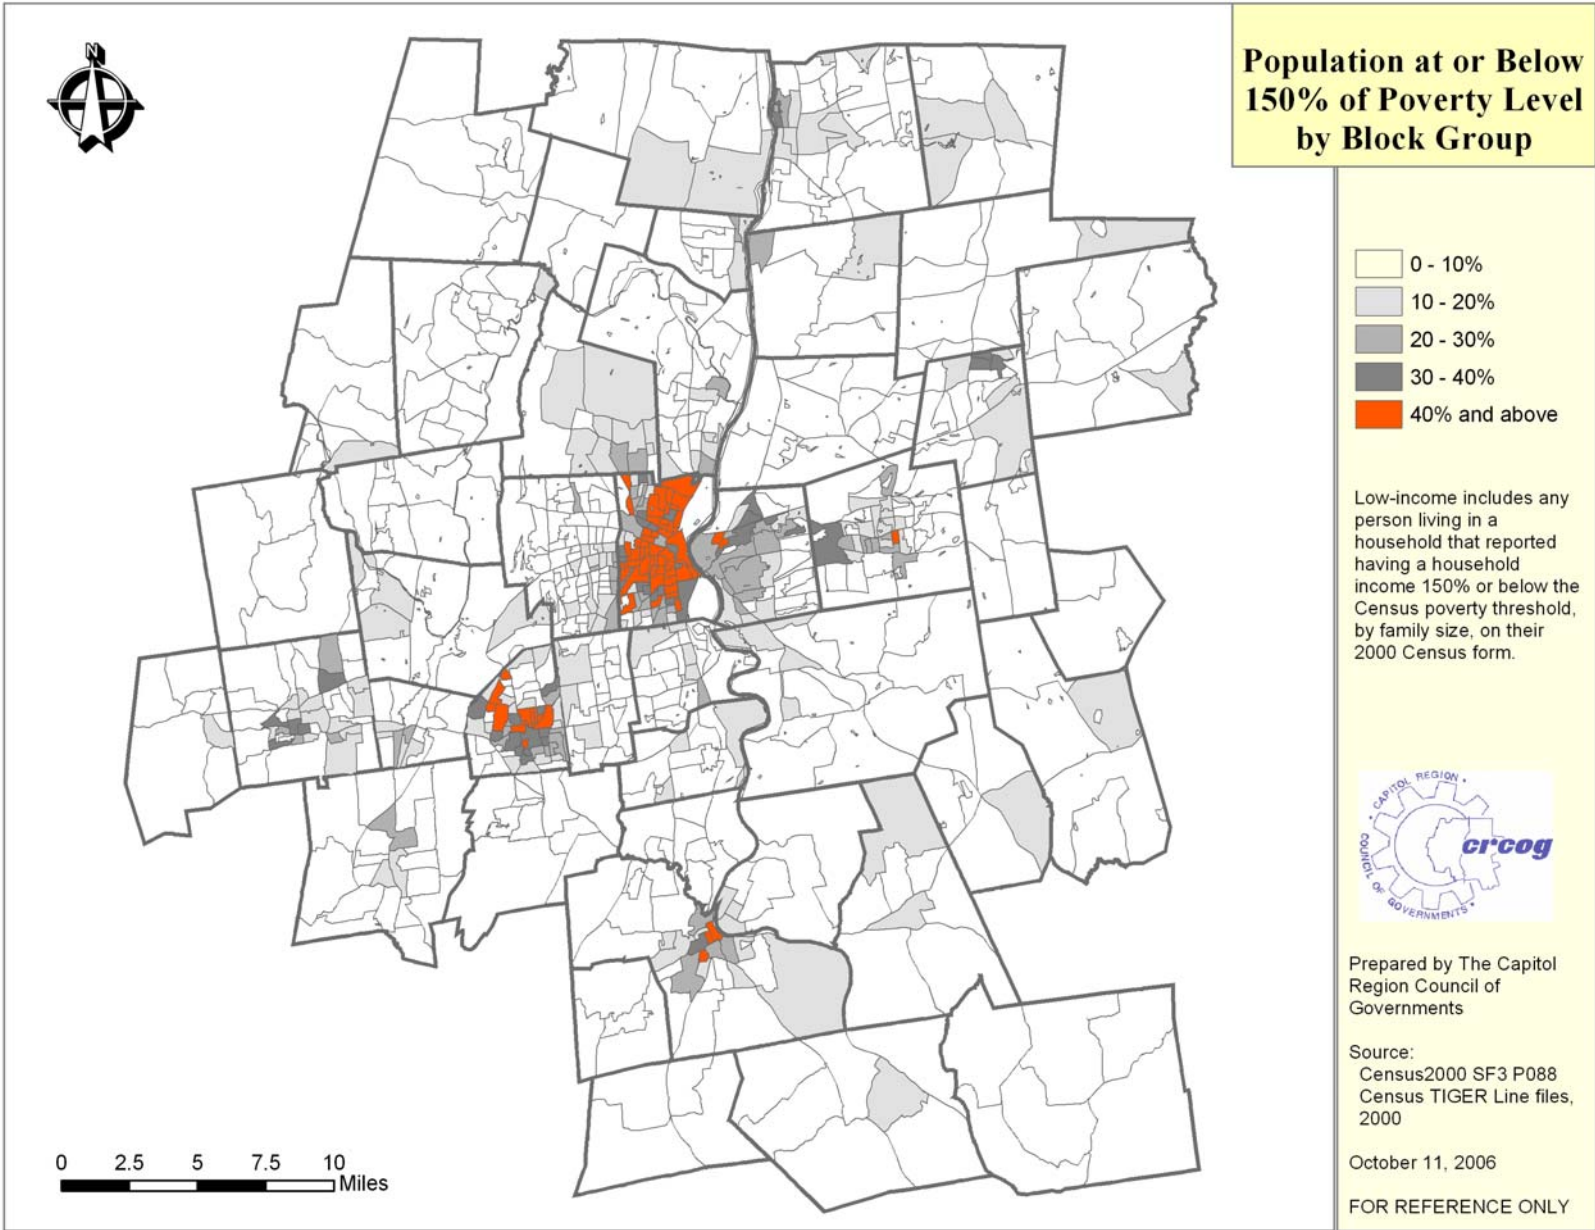 N
Population at or Below
150% of Poverty Level
by Block Group
0 - 10%
10 - 20%
20 - 30%
30 - 40%
40% and above
Low-income includes any
person living in a
household that reported
having a household
income 150% or below the
Census poverty threshold,
by family size, on their
2000 Census form.
• CAPITOL REGION •
crcog
COUNCIL OF GOVERNMENTS •
Prepared by The Capitol
Region Council of
Governments
Source:
Census2000 SF3 P088
Census TIGER Line files,
2000
October 11, 2006
FOR REFERENCE ONLY
0 2.5 5 7.5 10
Miles